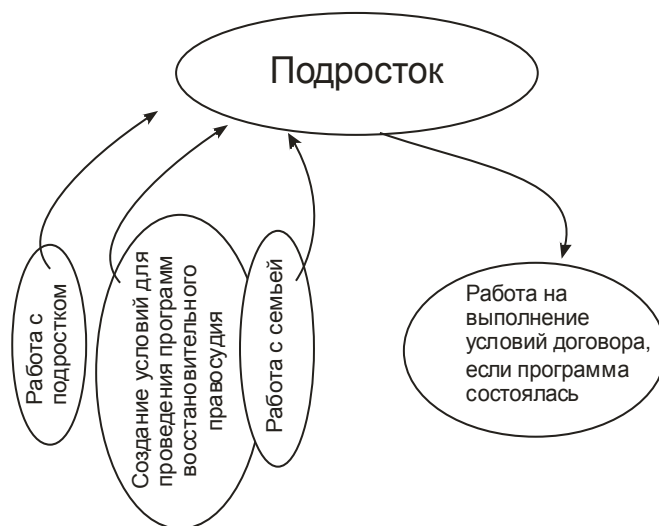 Подросток
Работа с
подростком
Создание условий для
проведения программ
восстановительного
правосудия
Работа с семьей
Работа на
выполнение
условий договора,
если программа
состоялась